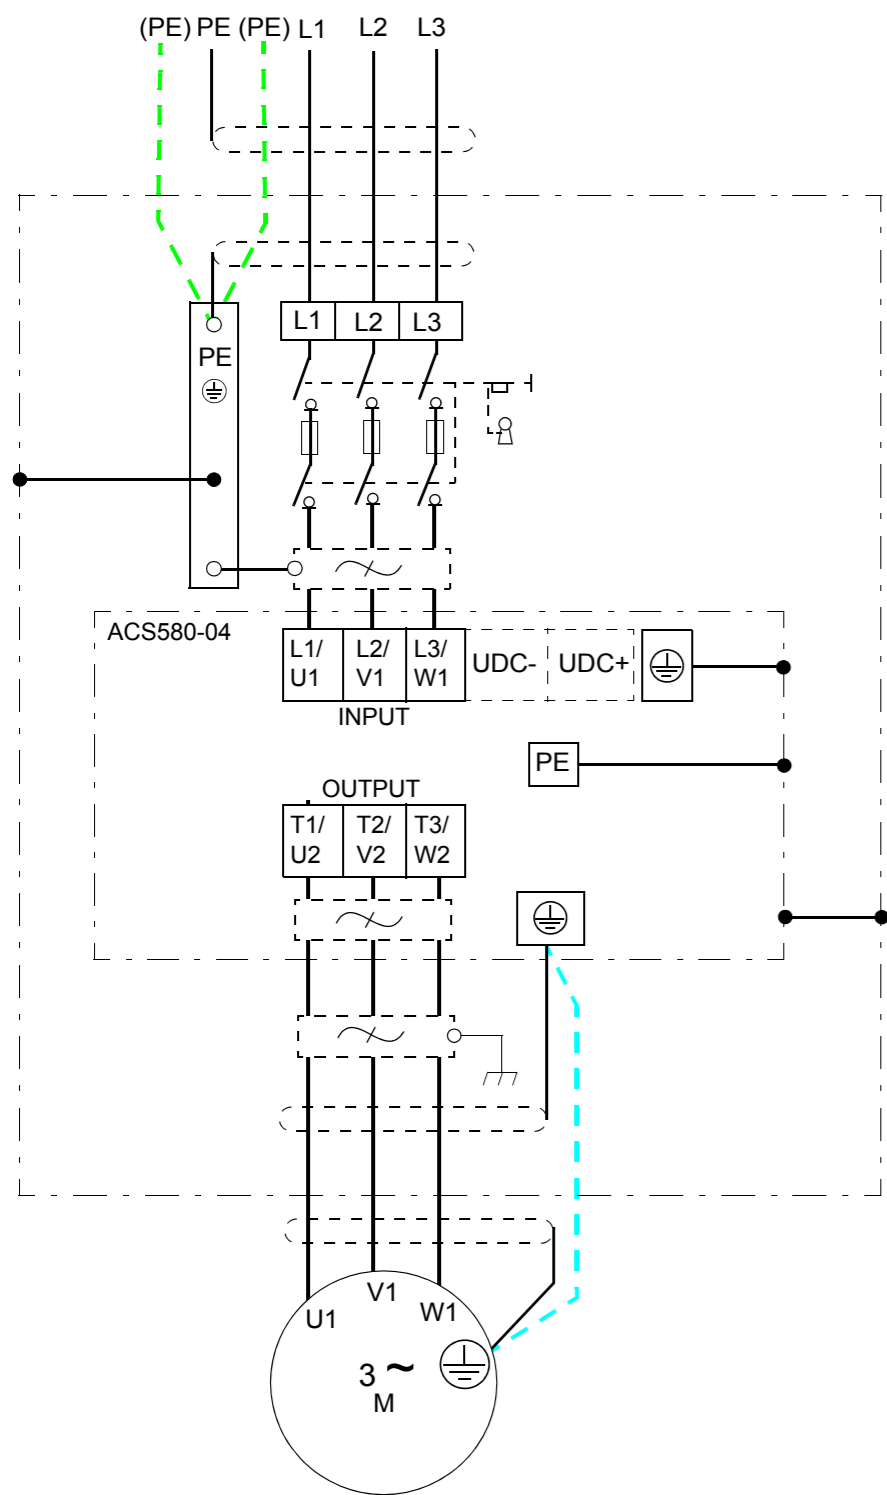 (PE) PE (PE) L1 L2 L3
L1 L2 L3
PE
ACS580-04
L1/ L2/ L3/
U1 V1 W1
UDC- UDC+
INPUT
PE
OUTPUT
T1/ T2/ T3/
U2 V2 W2
U1 V1 W1
3 ~
M